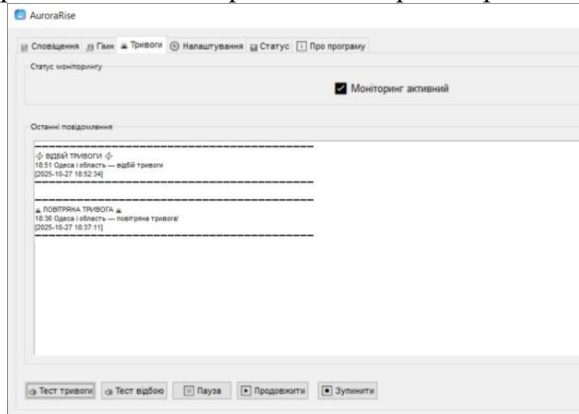 AuroraRise
Сповіщення Гімн Тривоги Налаштування Статус Про програму
Статус моніторингу
Моніторинг активний
Останні повідомлення
ВІДБІЙ ТРИВОГИ
18:51 Одеса і область — відбій тривоги
[2025-10-27 18:52:34]
ПОВІТРЯНА ТРИВОГА
18:36 Одеса і область — повітряна тривога!
[2025-10-27 18:37:11]
Тест тривоги Тест відбою Пауза Продовжити Зупинити